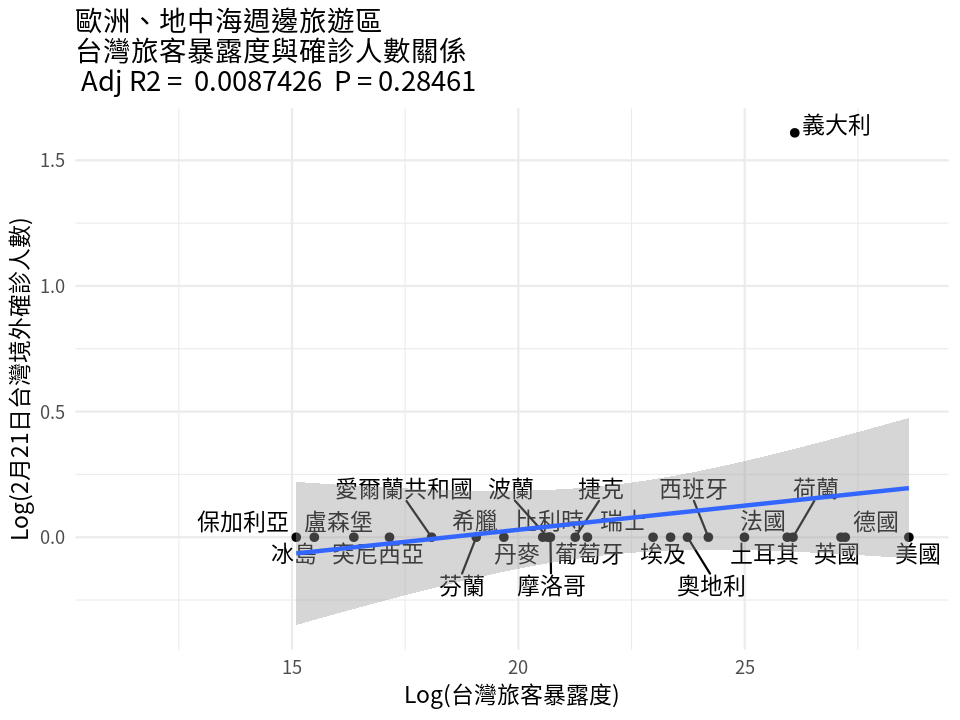 歐洲、地中海週邊旅遊區
台灣旅客暴露度與確診人數關係
Adj R2 = 0.0087426 P = 0.28461
Log(2月21日台灣境外確診人數)
1.5
1.0
0.5
0.0
義大利
愛爾蘭共和國 波蘭 捷克 西班牙 荷蘭
保加利亞 盧森堡 希臘 比利時 瑞士 法國 德國
冰島 突尼西亞 丹麥 葡萄牙 埃及 土耳其 英國 美國
芬蘭 摩洛哥 奧地利
15 20 25
Log(台灣旅客暴露度)